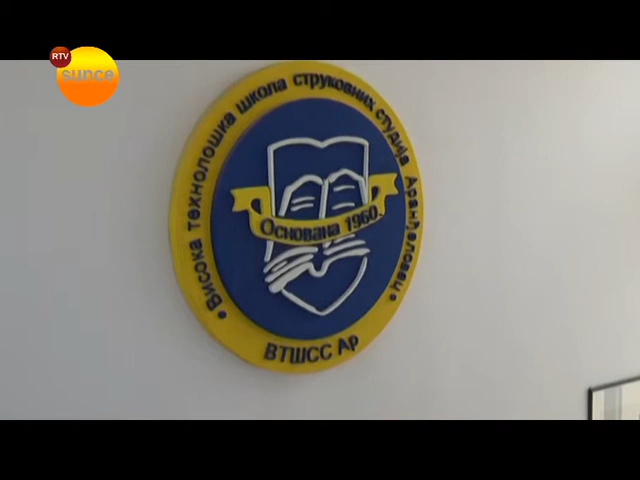 RTV
sunce
• Висока технолошка школа струковних студија Аранђеловац •
Основана 1960.
ВТШСС Ар